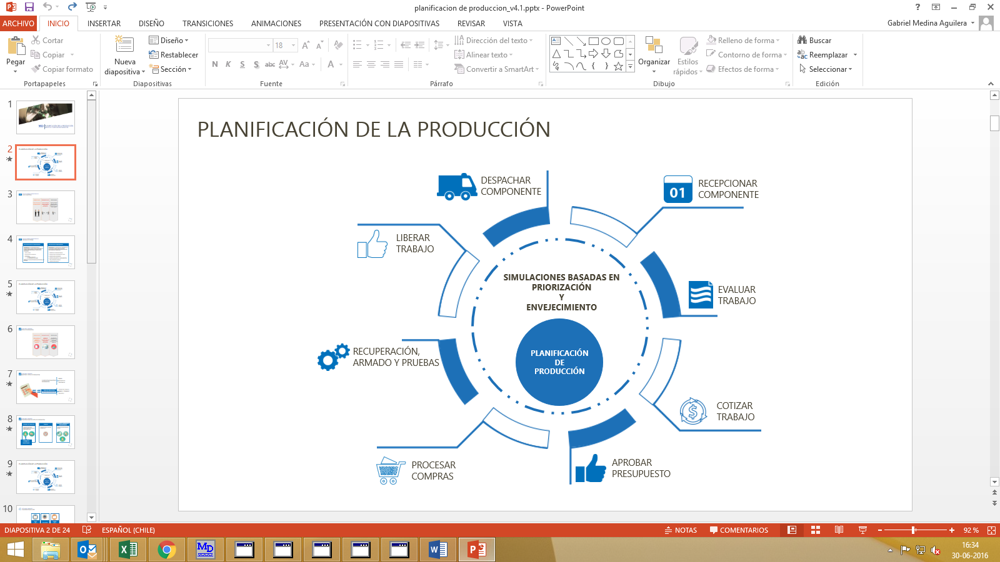 planificacion de produccion_v4.1.pptx - PowerPoint
?
ARCHIVO INICIO INSERTAR DISEÑO TRANSICIONES ANIMACIONES PRESENTACIÓN CON DIAPOSITIVAS REVISAR VISTA
Gabriel Medina Aguilera
Pegar
Cortar
Copiar
Copiar formato
Portapapeles
Nueva
diapositiva
Diseño
Restablecer
Sección
Diapositivas
18
N K S S abc AV Aa A
Fuente
Dirección del texto
Alinear texto
Convertir a SmartArt
Párrafo
Organizar
Estilos
rápidos
Relleno de forma
Contorno de forma
Efectos de forma
Dibujo
Buscar
Reemplazar
Seleccionar
Edición
1
2
3
4
5
6
7
8
9
10
PLANIFICACIÓN DE LA PRODUCCIÓN
DESPACHAR
COMPONENTE
01
RECEPCIONAR
COMPONENTE
LIBERAR
TRABAJO
EVALUAR
TRABAJO
SIMULACIONES BASADAS EN
PRIORIZACIÓN
Y
ENVEJECIMIENTO
PLANIFICACIÓN
DE
PRODUCCIÓN
RECUPERACIÓN,
ARMADO Y PRUEBAS
COTIZAR
TRABAJO
PROCESAR
COMPRAS
APROBAR
PRESUPUESTO
DIAPOSITIVA 2 DE 24
ESPAÑOL (CHILE)
NOTAS
COMENTARIOS
92 %
16:34
30-06-2016